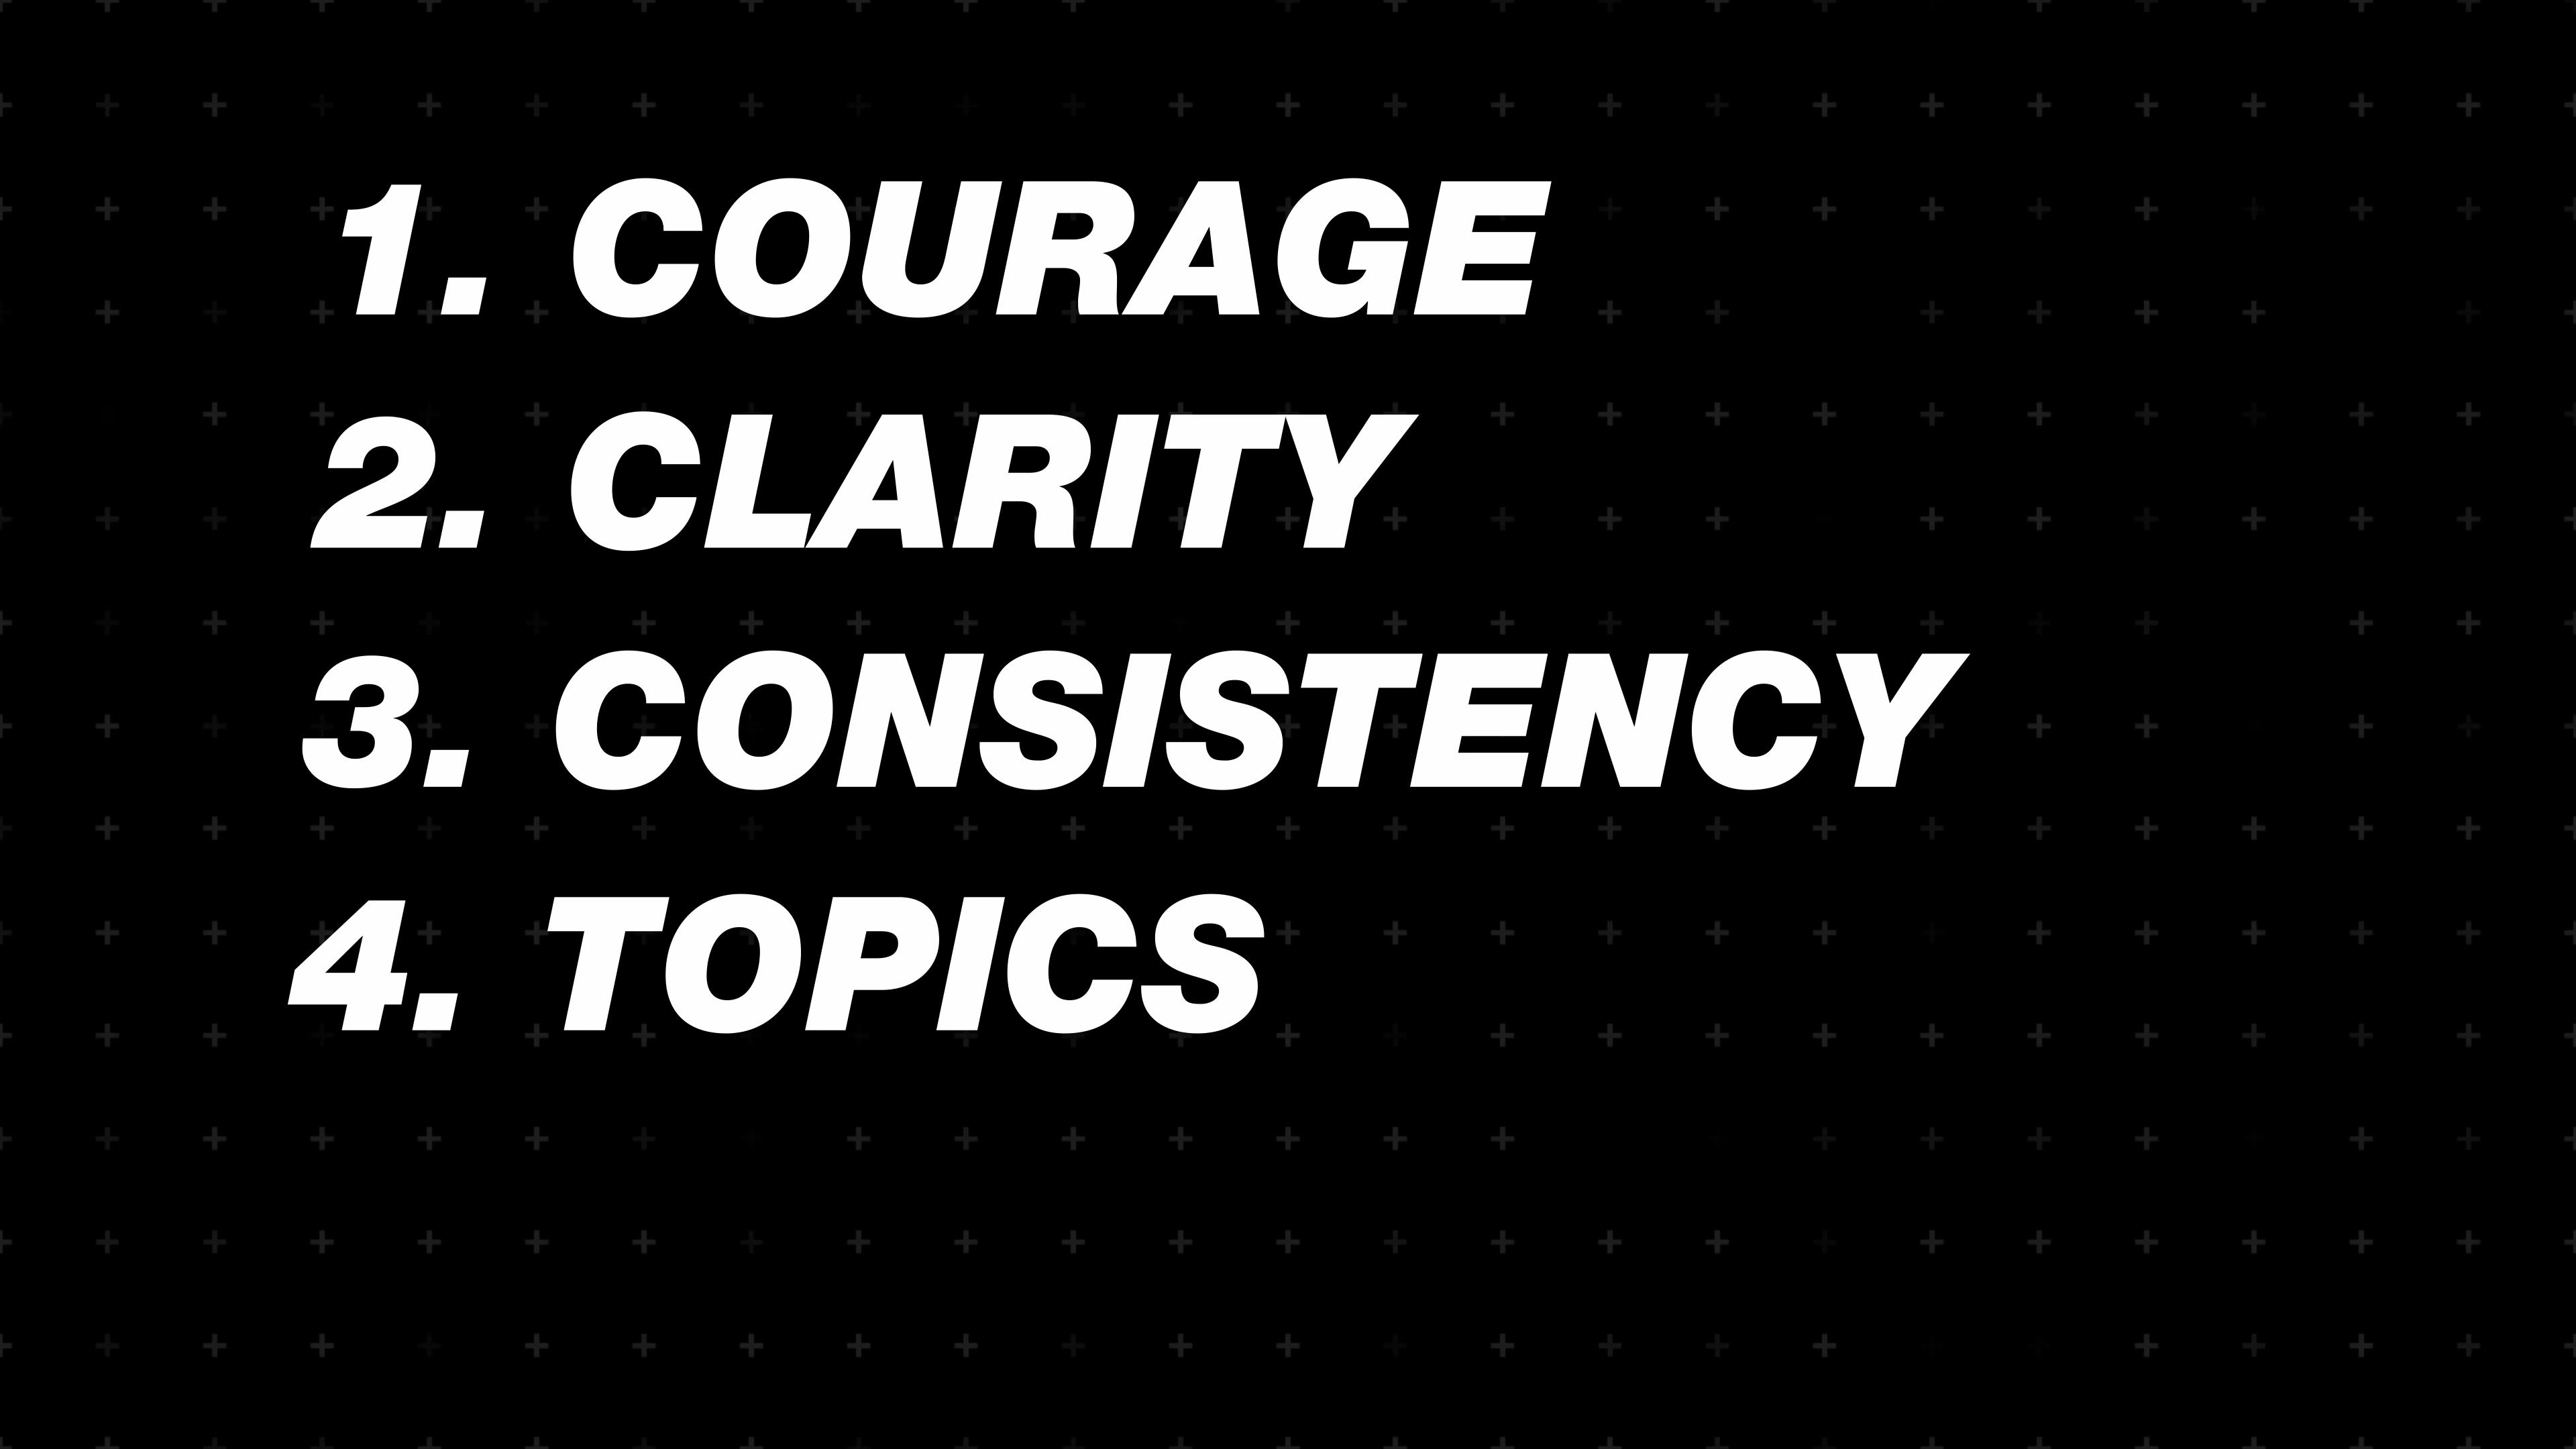 1. COURAGE
2. CLARITY
3. CONSISTENCY
4. TOPICS